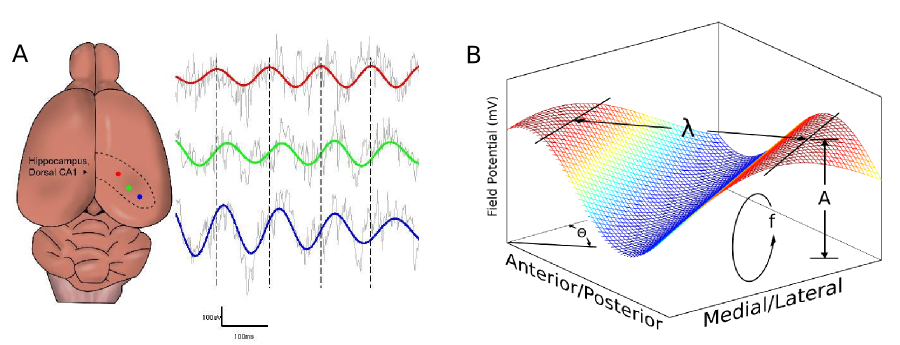 A
Hippocampus,
Dorsal CA1
100uV
100ms
B
Field Potential (mV)
λ
A
f
Θ
Anterior/Posterior
Medial/Lateral